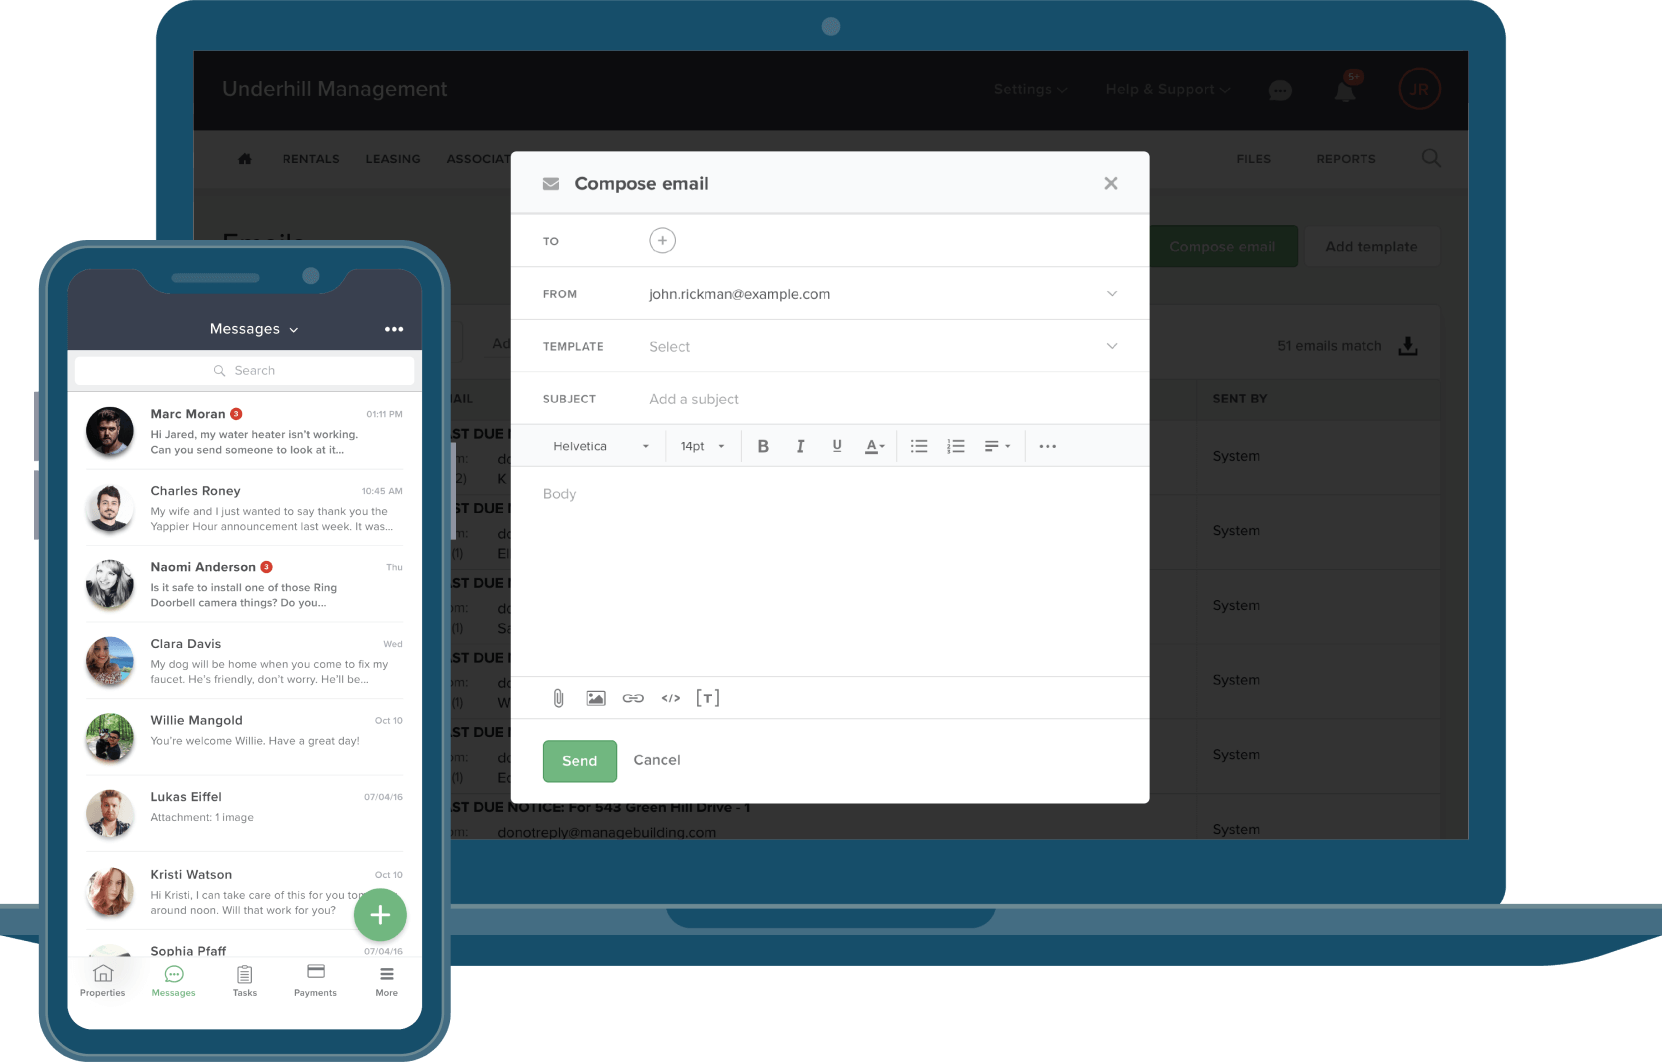 Underhill Management
Settings
Help & Support
5+
JR
RENTALS
LEASING
FILES
REPORTS
Emails
Compose email
Add template
51 emails match
SENT BY
System
System
System
System
System
System
AST DUE NOTICE: For 543 Green Hill Drive - 1
donotreply@managebuilding.com
Compose email
TO
FROM
john.rickman@example.com
TEMPLATE
Select
SUBJECT
Add a subject
Helvetica
14pt
B I U A
Body
</>
[T]
Send
Cancel
Messages
Search
Marc Moran 3
01:11 PM
Hi Jared, my water heater isn't working.
Can you send someone to look at it...
Charles Roney
10:45 AM
My wife and I just wanted to say thank you the
Yappier Hour announcement last week. It was...
Naomi Anderson 3
Thu
Is it safe to install one of those Ring
Doorbell camera things? Do you...
Clara Davis
Wed
My dog will be home when you come to fix my
faucet. He's friendly, don't worry. He'll be...
Willie Mangold
Oct 10
You're welcome Willie. Have a great day!
Lukas Eiffel
07/04/16
Attachment: 1 image
Kristi Watson
Oct 10
Hi Kristi, I can take care of this for you
around noon. Will that work for you?
Sophia Pfaff
07/04/16
Properties
Messages
Tasks
Payments
More